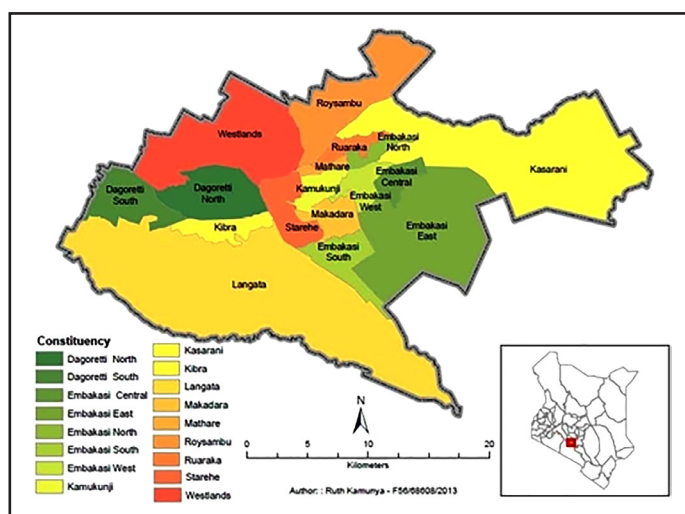 Roysambu
Westlands
Ruaraka
Embakasi
North
Kasarani
Mathare
Embakasi
Central
Dagoretti
South
Dagoretti
North
Kamukunji
Embakasi
West
Makadara
Kibra
Starehe
Embakasi
East
Embakasi
South
Langata
Constituency
Dagoretti North
Dagoretti South
Embakasi Central
Embakasi East
Embakasi North
Embakasi South
Embakasi West
Kamukunji
Kasarani
Kibra
Langata
Makadara
Mathare
Roysambu
Ruaraka
Starehe
Westlands
N
0 5 10 20
Kilometers
Author: : Ruth Kamunya - F56/68608/2013